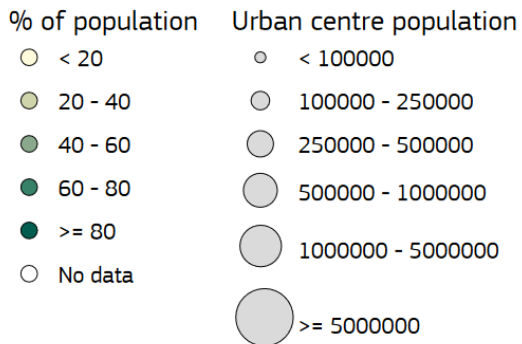 % of population
< 20
20 - 40
40 - 60
60 - 80
>= 80
No data
Urban centre population
< 100000
100000 - 250000
250000 - 500000
500000 - 1000000
1000000 - 5000000
>= 5000000